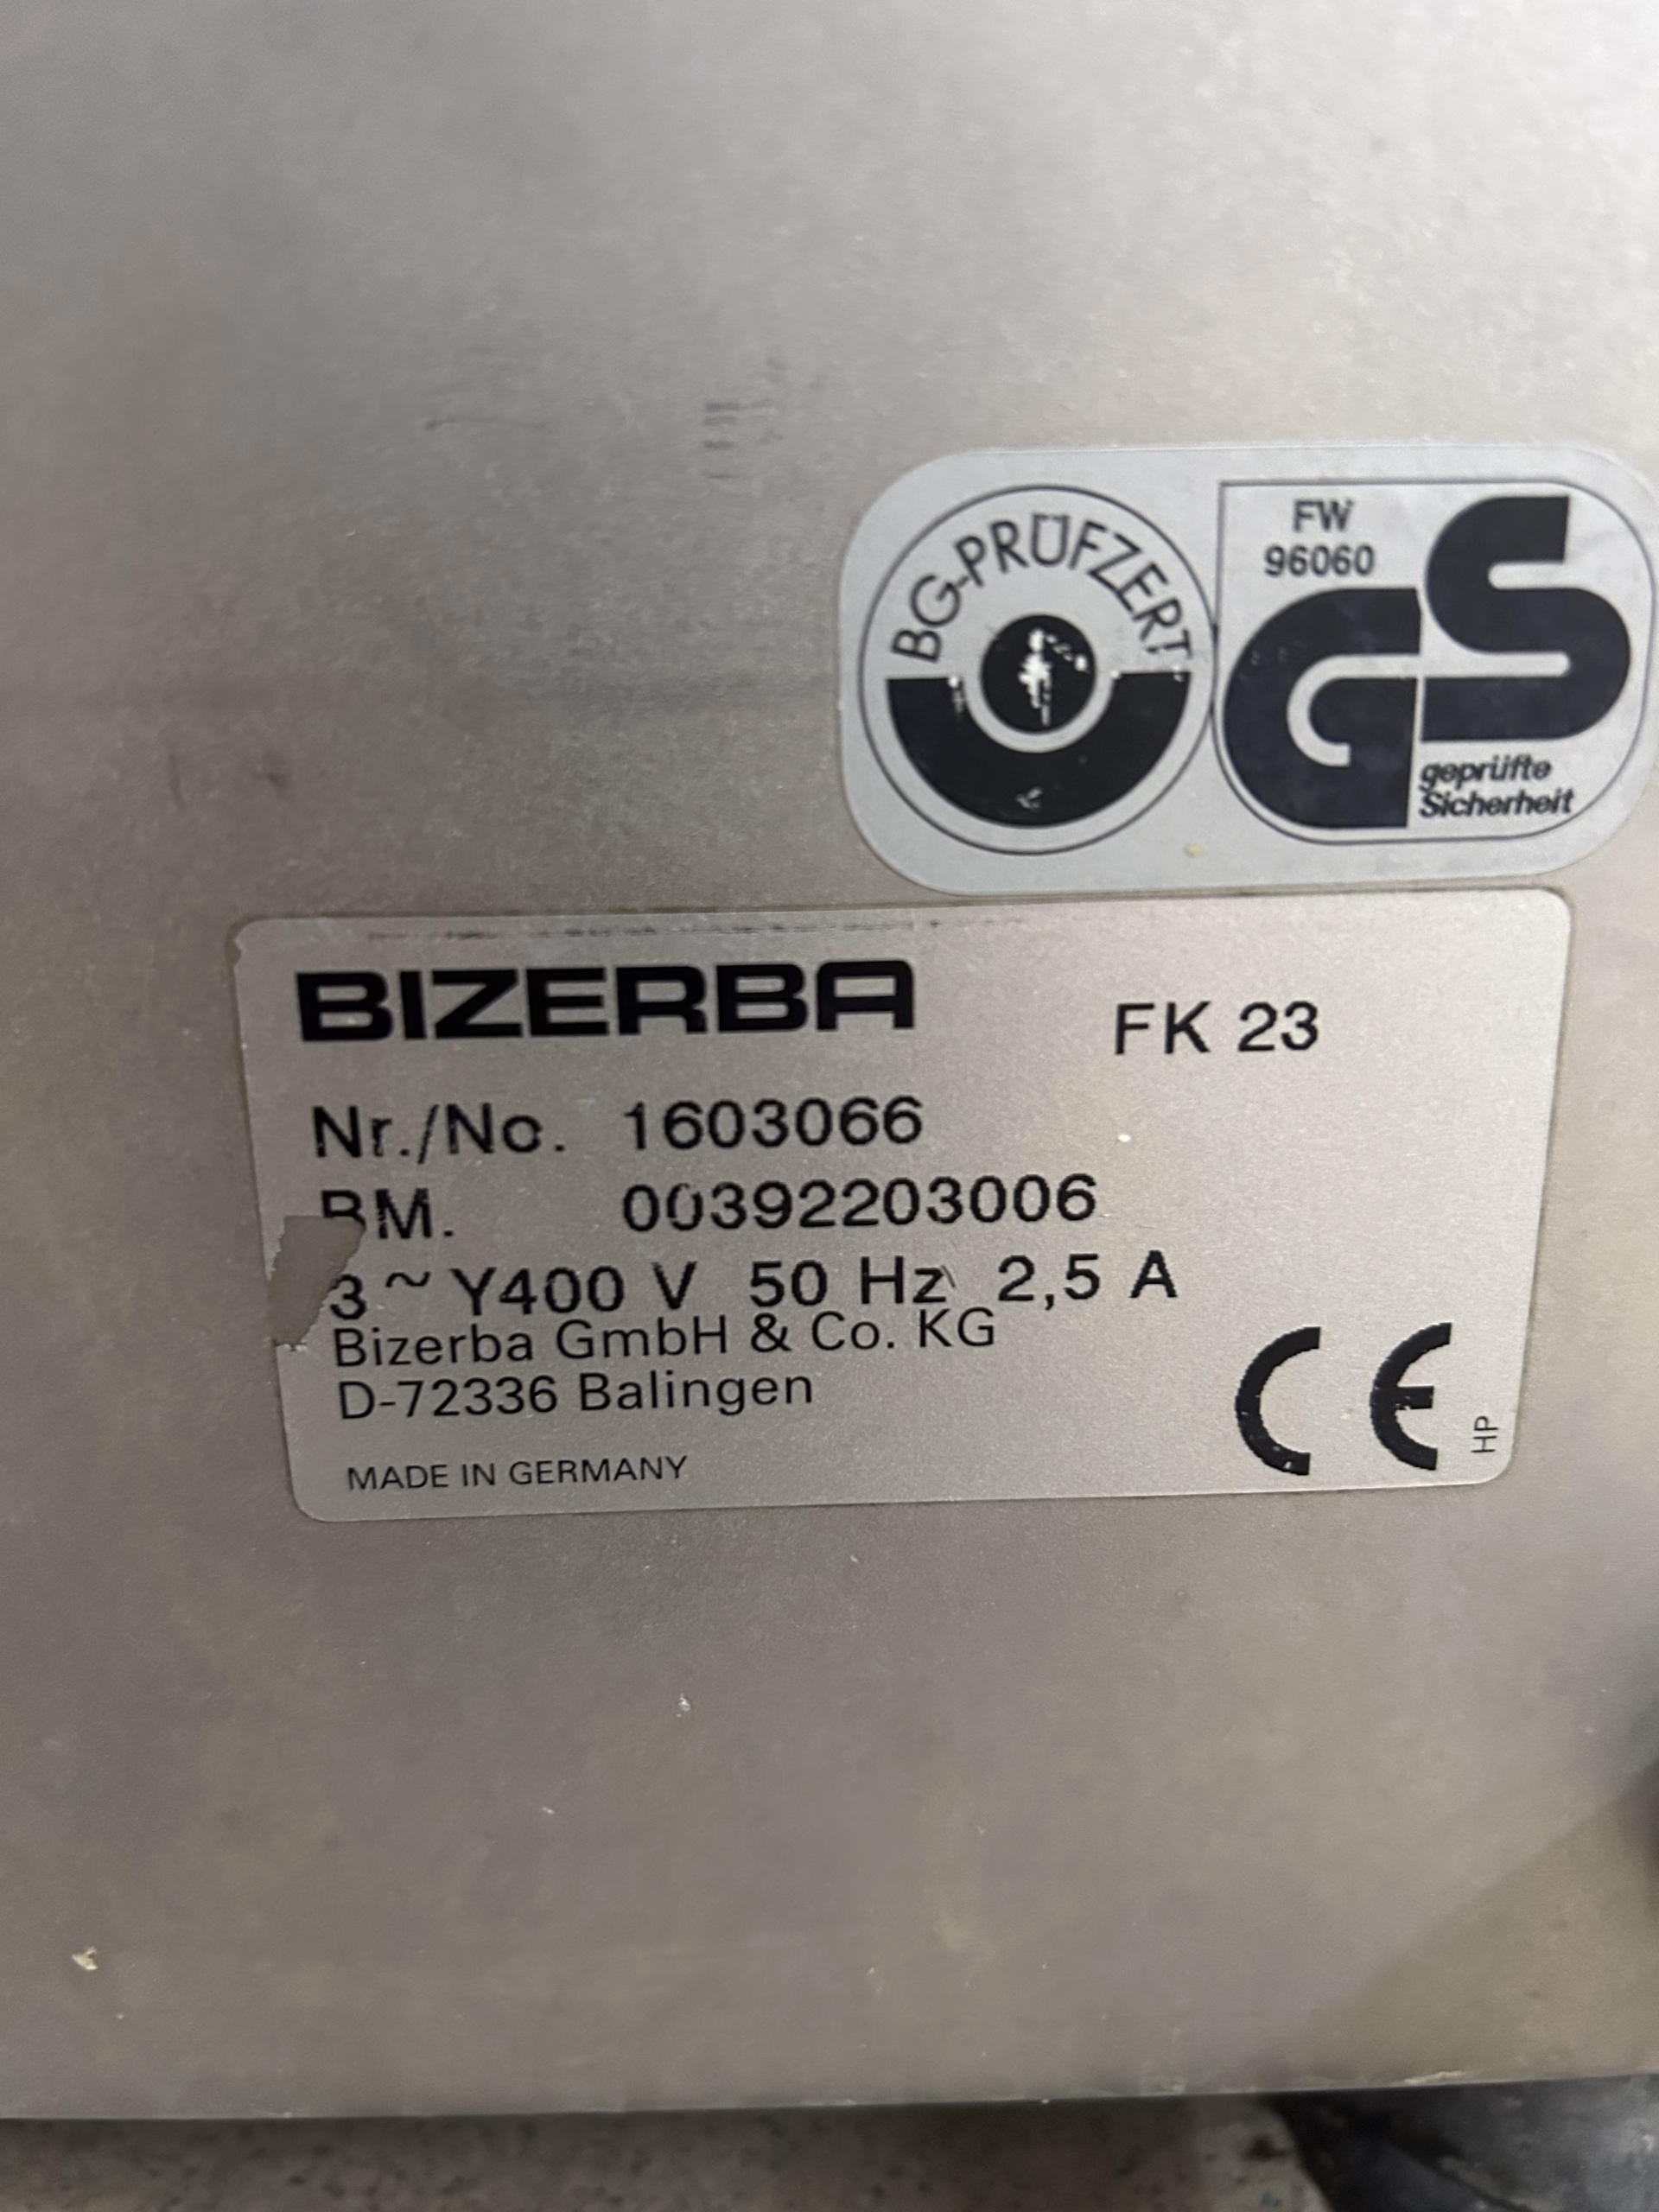 BG-PRÜFZERT
FW
96060
GS
geprüfte
Sicherheit
BIZERBA FK 23
Nr./No. 1603066
BM. 00392203006
3~ Y400 V 50 Hz 2,5 A
Bizerba GmbH & Co. KG
D-72336 Balingen
MADE IN GERMANY
CE
HP